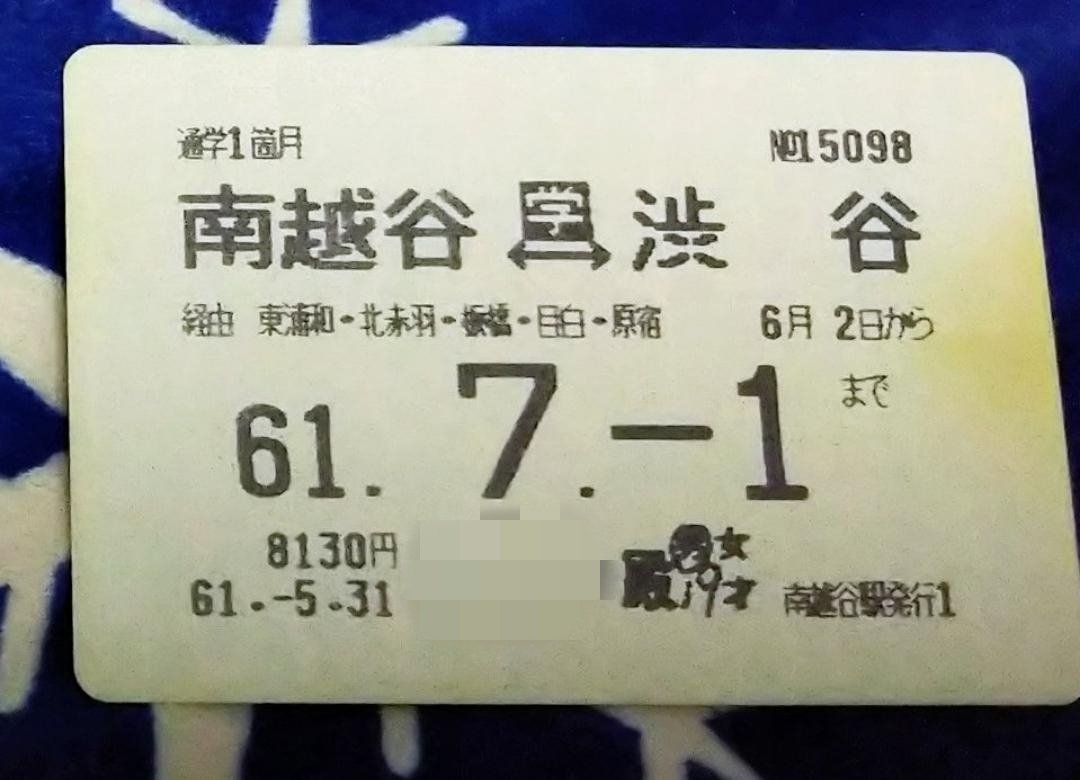 通学1箇月 No15098
南越谷 学 渋谷
経由 東浦和・北赤羽・板橋・目白・原宿 6月 2日から
61. 7.-1 まで
8130円 男 女
61.-5.31 19才 南越谷駅発行1